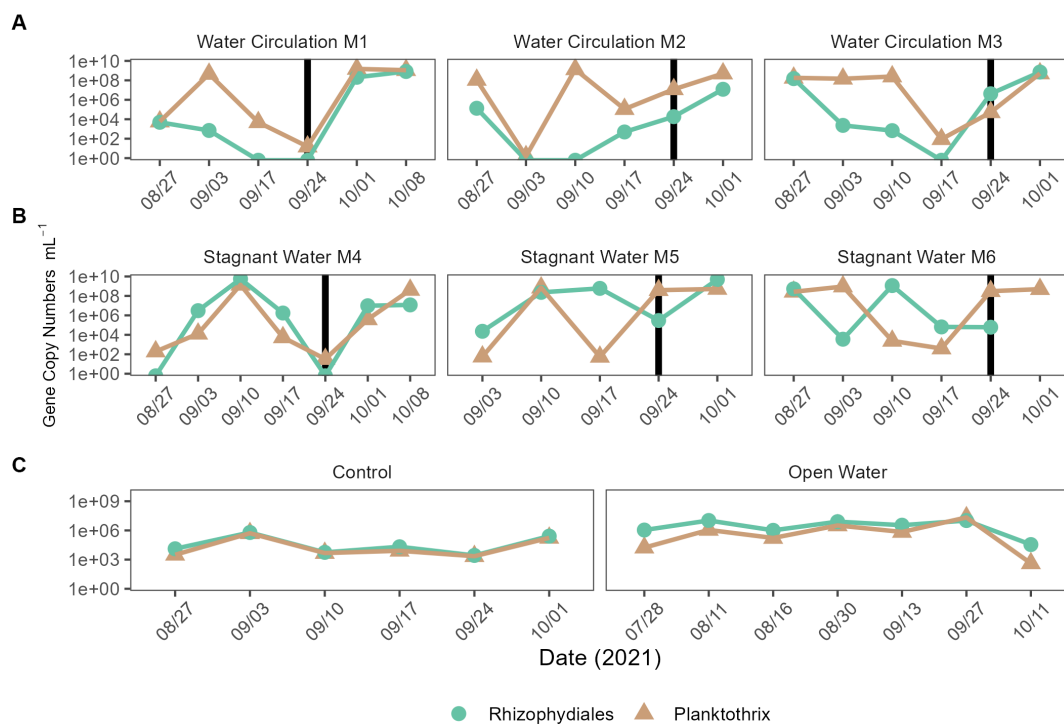 A
Water Circulation M1 Water Circulation M2 Water Circulation M3
1e+10
1e+08
1e+06
1e+04
1e+02
1e+00
08/27 09/03 09/17 09/24 10/01 10/08 08/27 09/03 09/10 09/17 09/24 10/01 08/27 09/03 09/10 09/17 09/24 10/01
B
Gene Copy Numbers mL⁻¹
Stagnant Water M4 Stagnant Water M5 Stagnant Water M6
1e+10
1e+08
1e+06
1e+04
1e+02
1e+00
08/27 09/03 09/10 09/17 09/24 10/01 10/08 09/03 09/10 09/17 09/24 10/01 08/27 09/03 09/10 09/17 09/24 10/01
C
Control Open Water
1e+09
1e+06
1e+03
1e+00
08/27 09/03 09/10 09/17 09/24 10/01 07/28 08/11 08/16 08/30 09/13 09/27 10/11
Date (2021)
Rhizophydiales Planktothrix